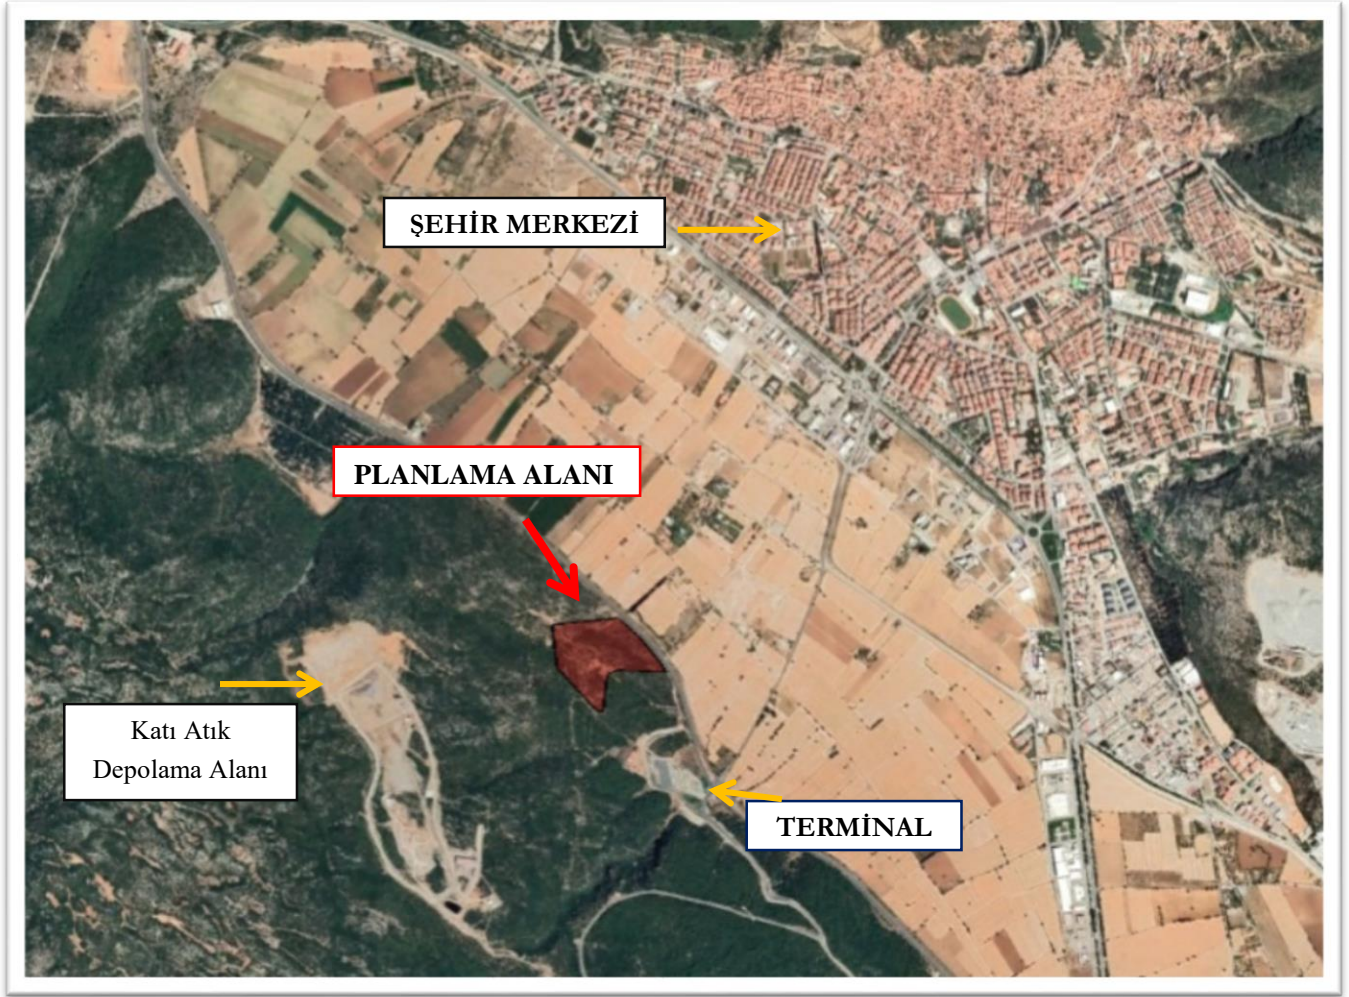 ŞEHİR MERKEZİ
PLANLAMA ALANI
Katı Atık
Depolama Alanı
TERMİNAL